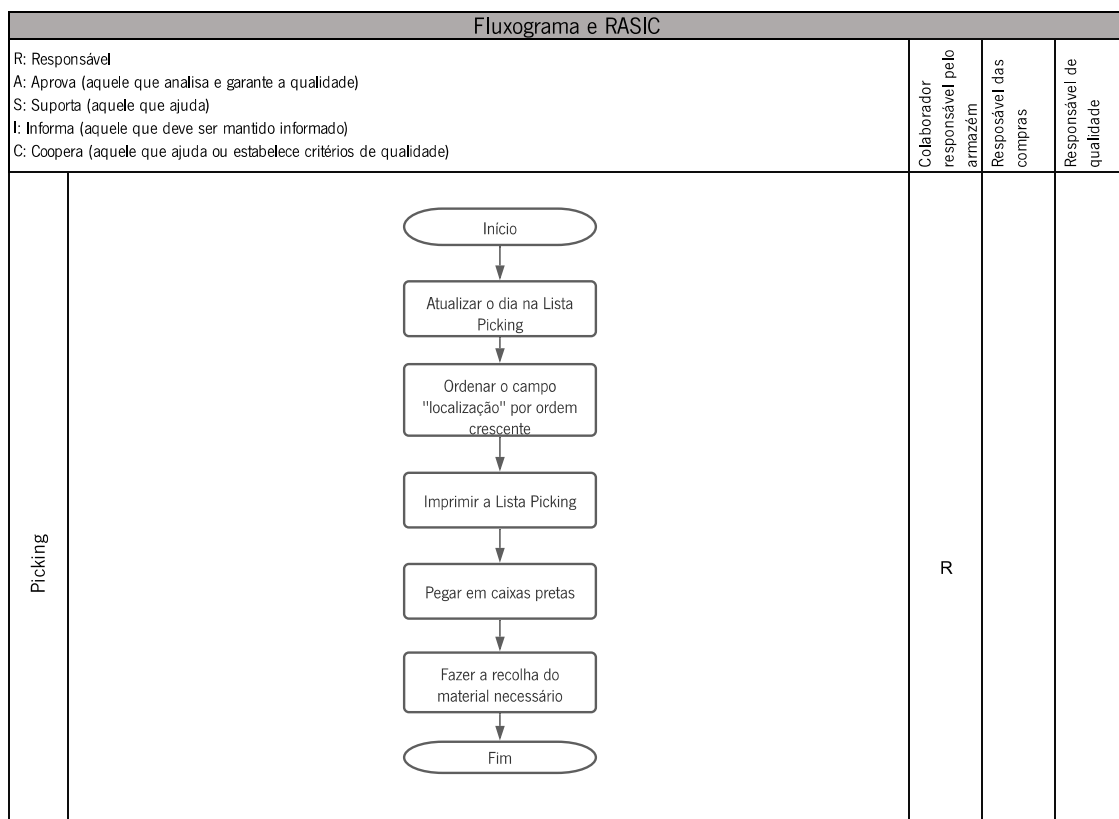 Fluxograma e RASIC
R: Responsável
A: Aprova (aquele que analisa e garante a qualidade)
S: Suporta (aquele que ajuda)
I: Informa (aquele que deve ser mantido informado)
C: Coopera (aquele que ajuda ou estabelece critérios de qualidade)
Colaborador
responsável pelo
armazém
Resposável das
compras
Responsável de
qualidade
Picking
Início
Atualizar o dia na Lista
Picking
Ordenar o campo
"localização" por ordem
crescente
Imprimir a Lista Picking
Pegar em caixas pretas
Fazer a recolha do
material necessário
Fim
R